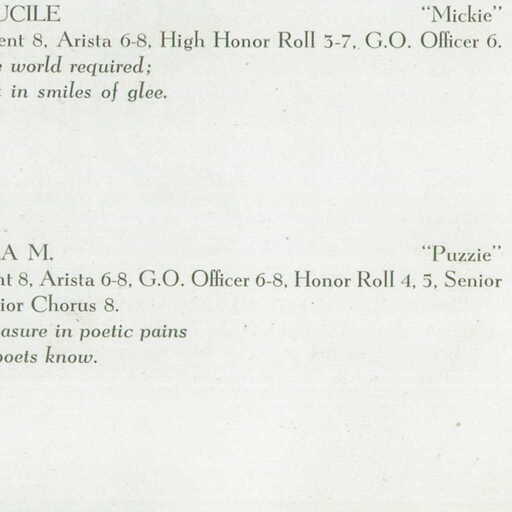 UCILE "Mickie"
ent 8, Arista 6-8, High Honor Roll 3-7, G.O. Officer 6.
world required;
in smiles of glee.
A M. "Puzzie"
nt 8, Arista 6-8, G.O. Officer 6-8, Honor Roll 4, 5, Senior
ior Chorus 8.
asure in poetic pains
poets know.